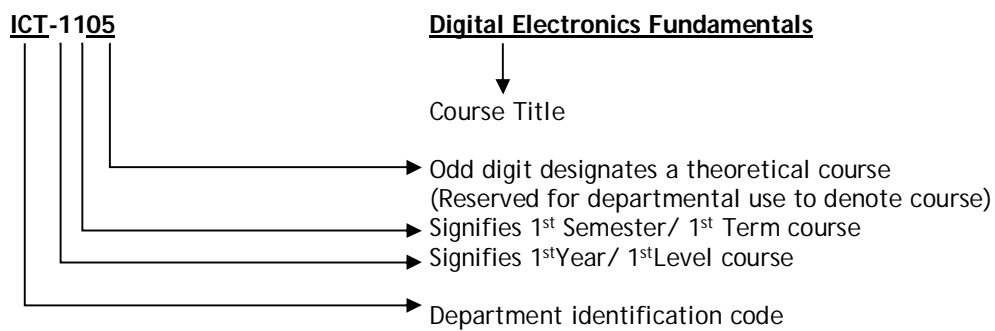 ICT-1105 Digital Electronics Fundamentals
Course Title
Odd digit designates a theoretical course
(Reserved for departmental use to denote course)
Signifies 1st Semester/ 1st Term course
Signifies 1stYear/ 1stLevel course
Department identification code